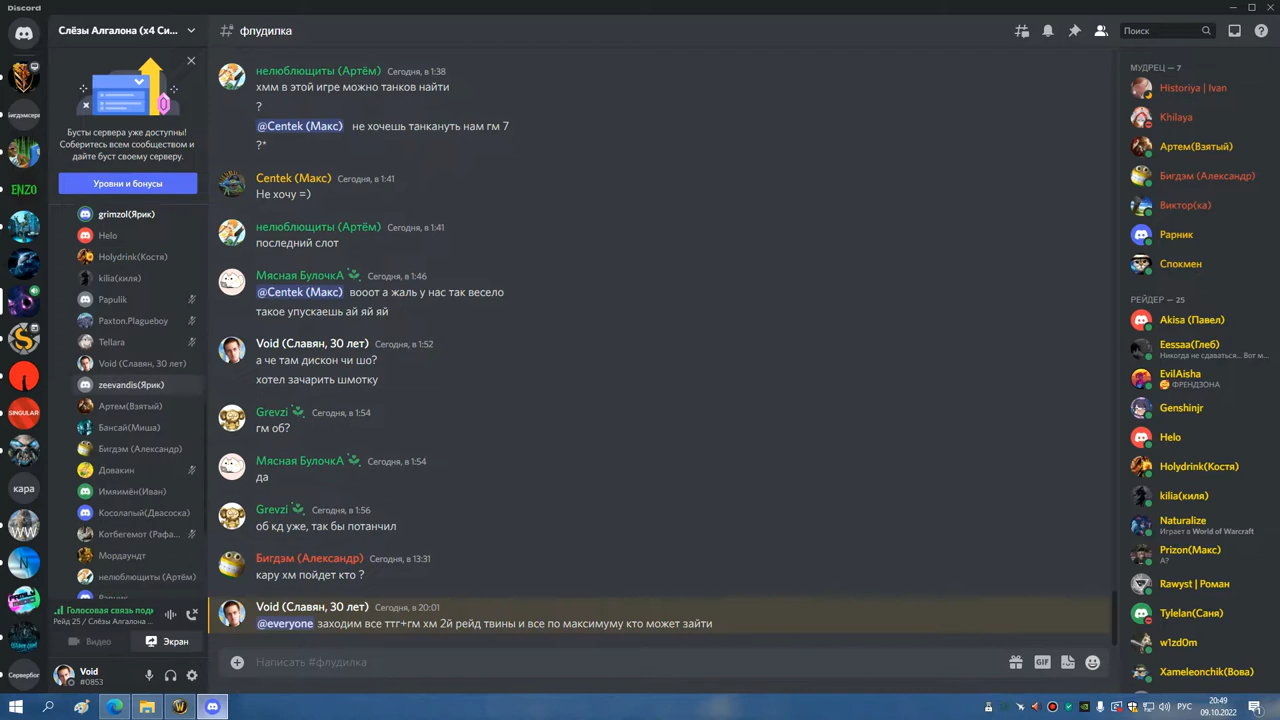 Discord
Слёзы Алгалона (х4 Си...
Бусты сервера уже доступны!
Соберитесь всем сообществом и
дайте буст своему серверу.
Уровни и бонусы
бигдэмсерв
ENZO
SINGULAR
кара
WW
N
Сервербог
grimzol(Ярик)
Helo
Holydrink(Костя)
kilia(киля)
Papulik
Paxton.Plagueboy
Tellara
Void (Славян, 30 лет)
zeevandis(Ярик)
Артем(Взятый)
Бансай(Миша)
Бигдэм (Александр)
Довакин
Имяимён(Иван)
Косолапый(Двасоска)
Котбегемот (Рафа...
Мордаундт
нелюблющиты (Артём)
Рарник
Голосовая связь подк
Рейд 25 / Слёзы Алгалона ...
Видео
Экран
Void
#0853
флудилка
Поиск
нелюблющиты (Артём) Сегодня, в 1:38
хмм в этой игре можно танков найти
?
@Centek (Макс) не хочешь танкануть нам гм 7
?*
Centek (Макс) Сегодня, в 1:41
Не хочу =)
нелюблющиты (Артём) Сегодня, в 1:41
последний слот
Мясная БулочкА Сегодня, в 1:46
@Centek (Макс) вооот а жаль у нас так весело
такое упускаешь ай яй яй
Void (Славян, 30 лет) Сегодня, в 1:52
а че там дискон чи шо?
хотел зачарить шмотку
Grevzi Сегодня, в 1:54
гм об?
Мясная БулочкА Сегодня, в 1:54
да
Grevzi Сегодня, в 1:56
об кд уже, так бы потанчил
Бигдэм (Александр) Сегодня, в 13:31
кару хм пойдет кто ?
Void (Славян, 30 лет) Сегодня, в 20:01
@everyone заходим все ттг+гм хм 2й рейд твины и все по максимуму кто может зайти
Написать #флудилка
GIF
МУДРЕЦ — 7
Historiya | Ivan
Khilaya
Артем(Взятый)
Бигдэм (Александр)
Виктор(ка)
Рарник
Спокмен
РЕЙДЕР — 25
Akisa (Павел)
Eessaa(Глеб)
Никогда не сдаваться... Вот м...
EvilAisha
ФРЕНДЗОНА
Genshinjr
Helo
Holydrink(Костя)
kilia(киля)
Naturalize
Играет в World of Warcraft
Prizon(Макс)
А?
Rawyst | Роман
Tylelan(Саня)
w1zd0m
Xameleonchik(Вова)
РУС
20:49
09.10.2022